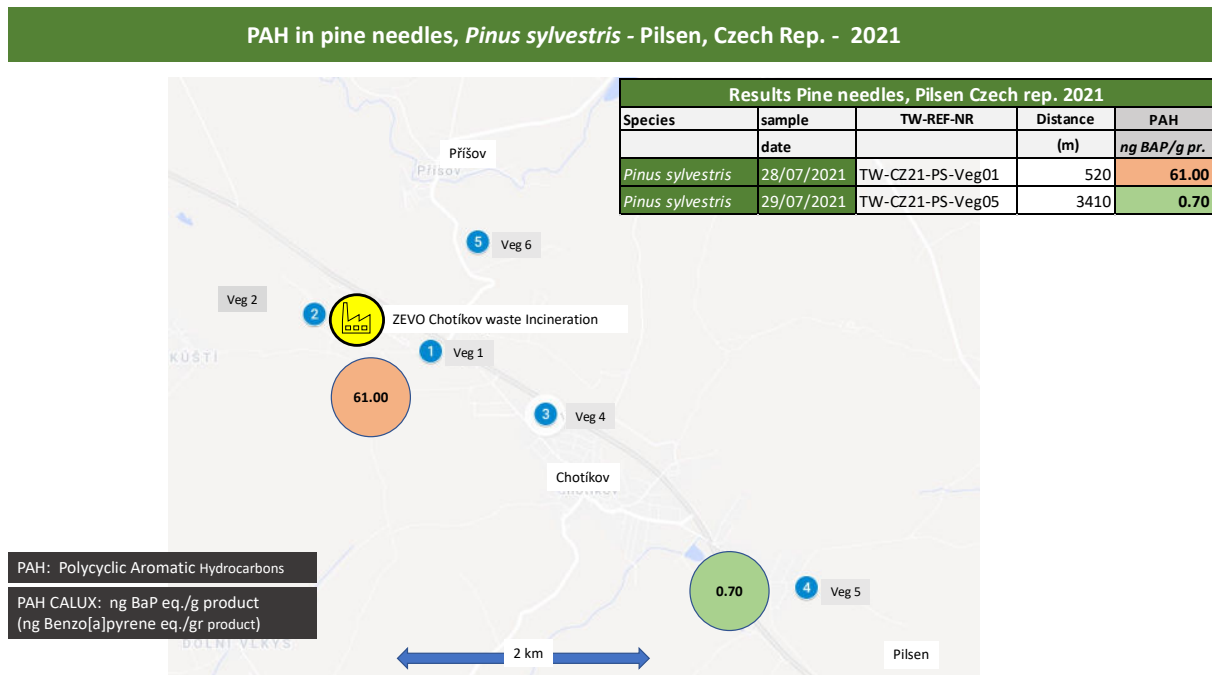 PAH in pine needles, Pinus sylvestris - Pilsen, Czech Rep. - 2021
Results Pine needles, Pilsen Czech rep. 2021
Species sample TW-REF-NR Distance PAH
date (m) ng BAP/g pr.
Pinus sylvestris 28/07/2021 TW-CZ21-PS-Veg01 520 61.00
Pinus sylvestris 29/07/2021 TW-CZ21-PS-Veg05 3410 0.70
Příšov
Příšov
5 Veg 6
Veg 2
2
ZEVO Chotíkov waste Incineration
1 Veg 1
KŮŠTÍ
61.00
3 Veg 4
Chotíkov
Chotíkov
0.70
4 Veg 5
PAH: Polycyclic Aromatic Hydrocarbons
PAH CALUX: ng BaP eq./g product
(ng Benzo[a]pyrene eq./gr product)
DOLNÍ VLKÝŠ
2 km
Pilsen